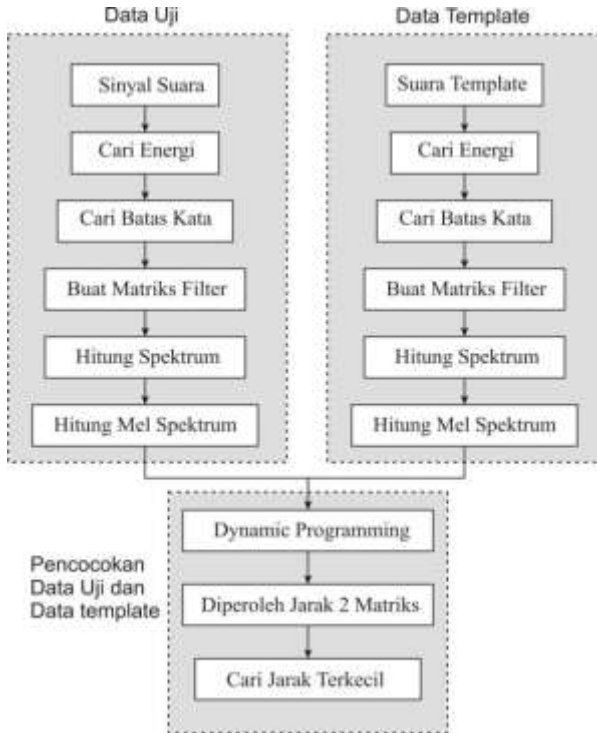 Data Uji
Sinyal Suara
Cari Energi
Cari Batas Kata
Buat Matriks Filter
Hitung Spektrum
Hitung Mel Spektrum
Data Template
Suara Template
Cari Energi
Cari Batas Kata
Buat Matriks Filter
Hitung Spektrum
Hitung Mel Spektrum
Pencocokan
Data Uji dan
Data template
Dynamic Programming
Diperoleh Jarak 2 Matriks
Cari Jarak Terkecil